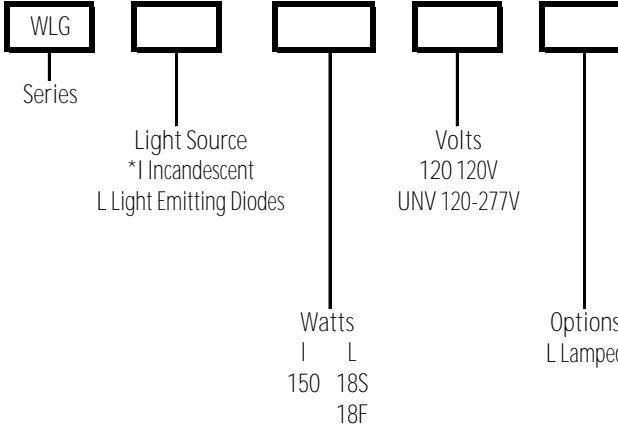 WLG
Series
Light Source
*I Incandescent
L Light Emitting Diodes
Volts
120 120V
UNV 120-277V
Watts
I L
150 18S
18F
Options
L Lamped